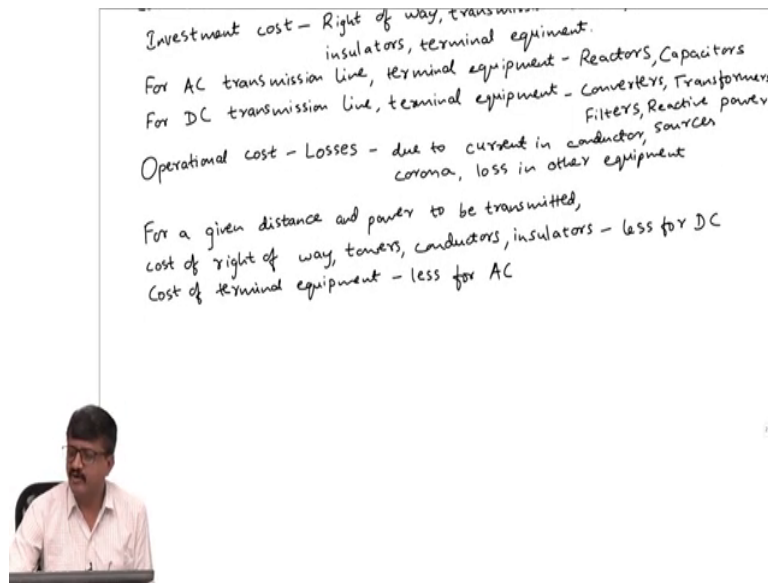 Investment cost – Right of way,
insulators, terminal equiment.
For AC transmission line, terminal equipment – Reactors, Capacitors
For DC transmission line, terminal equipment – Converters, Transformers
Filters, Reactive power
sources
Operational cost – Losses – due to current in conductor,
corona, loss in other equipment
For a given distance and power to be transmitted,
cost of right of way, towers, conductors, insulators – less for DC
Cost of terminal equipment – less for AC